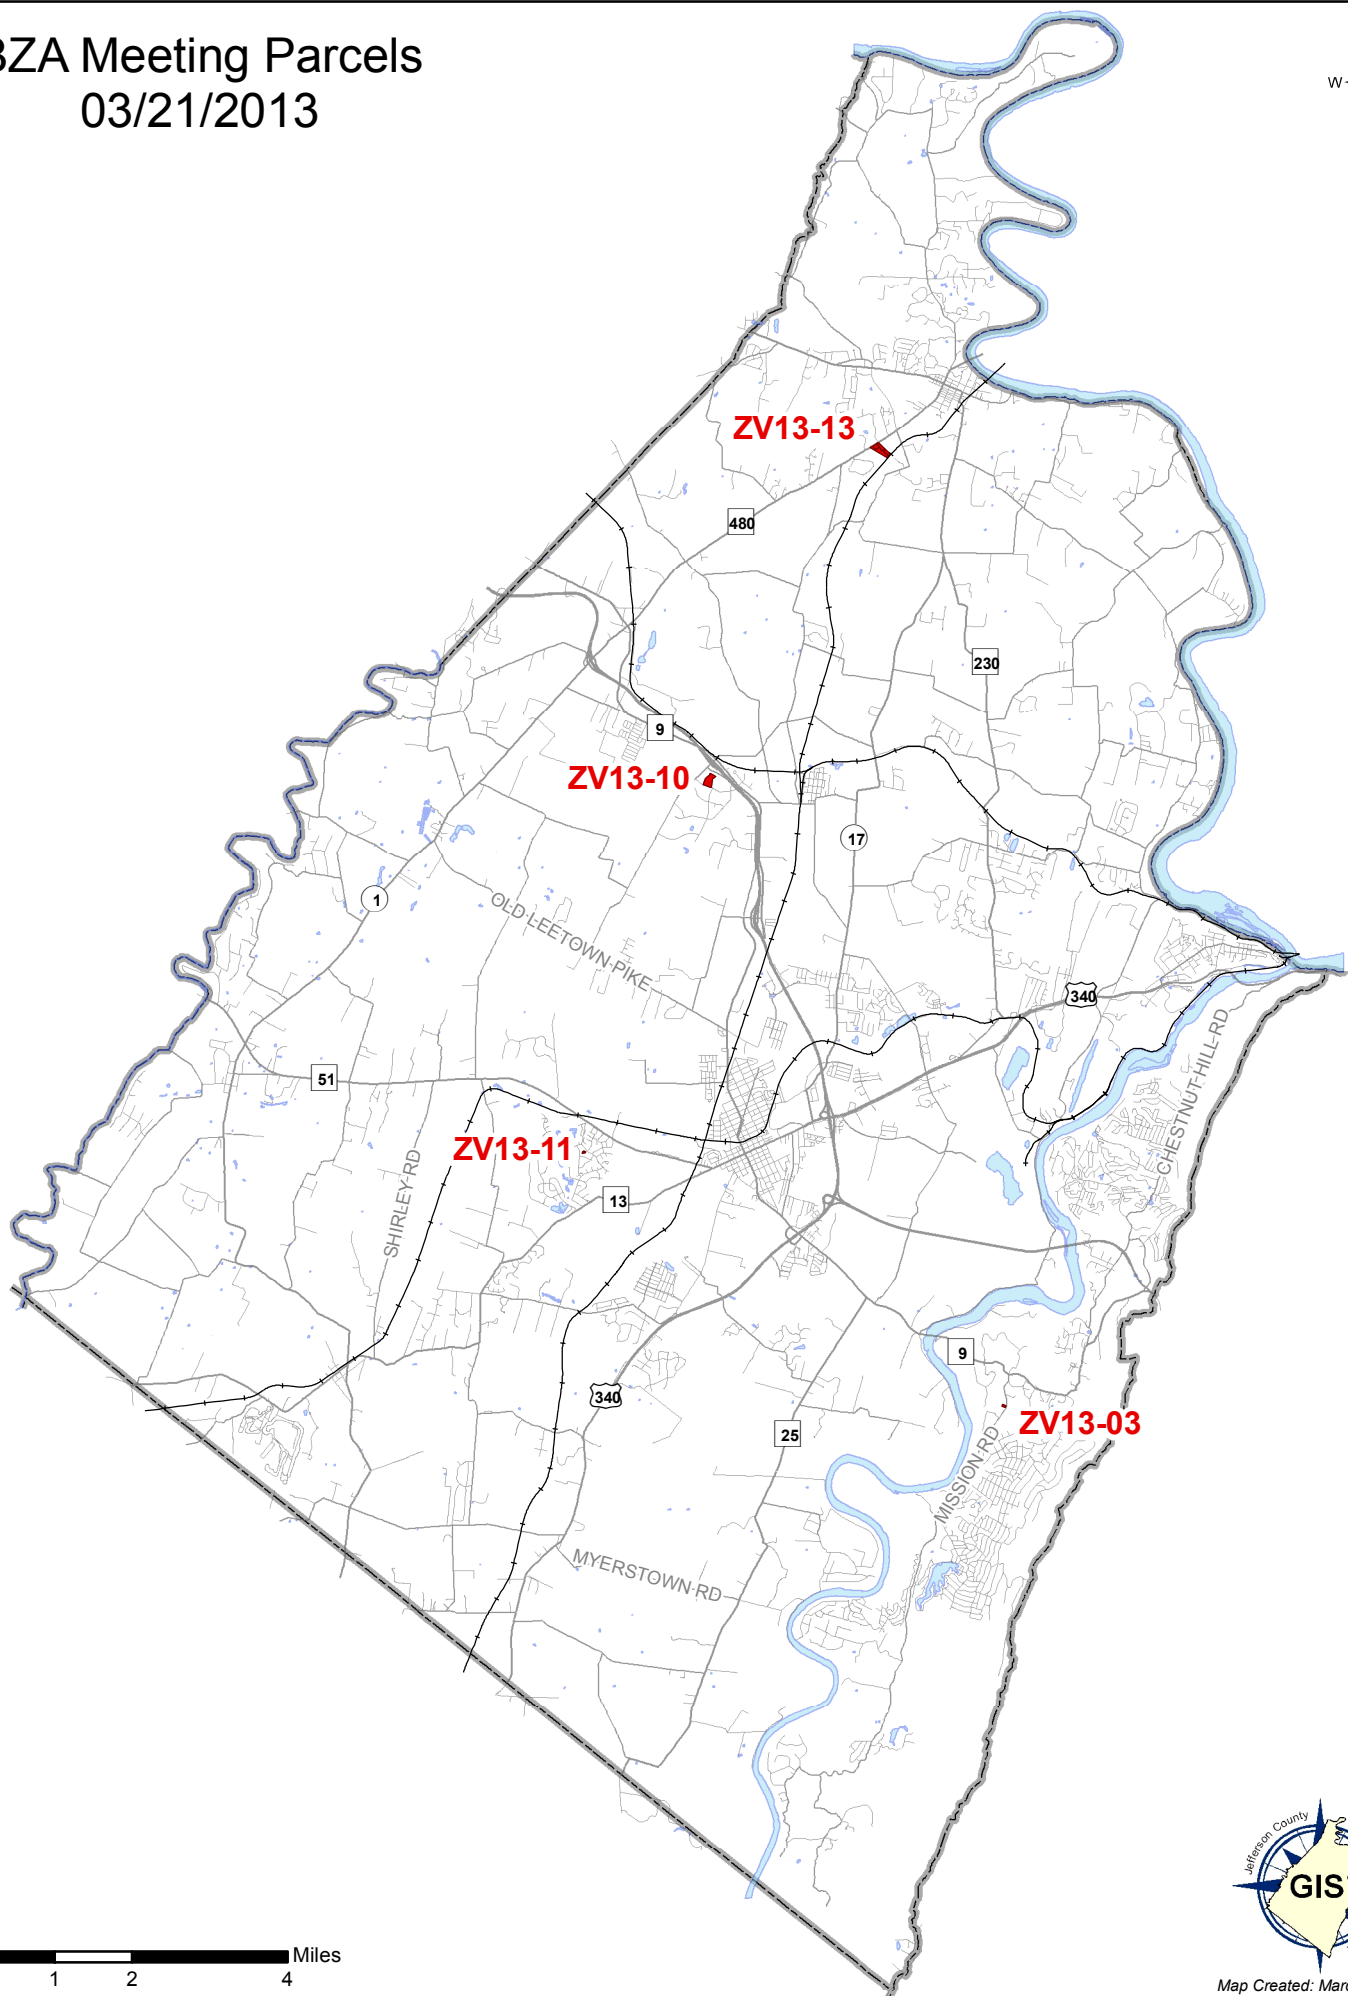 BZA Meeting Parcels
03/21/2013
W
ZV13-13
480
230
9
ZV13-10
17
1
OLD LEETOWN PIKE
340
CHESTNUT HILL RD
51
ZV13-11
SHIRLEY RD
13
9
340
ZV13-03
25
MISSION RD
MYERSTOWN RD
Jefferson County
GIS
Miles
1 2 4
Map Created: